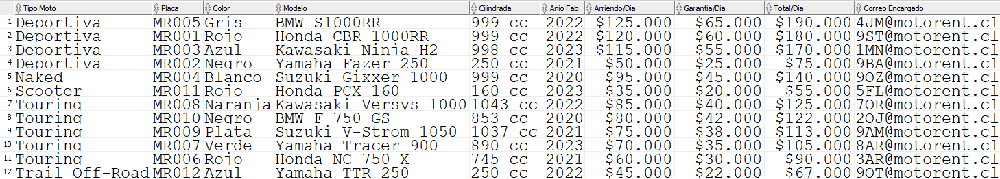 Tipo Moto Placa Color Modelo Cilindrada Anio Fab. Arriendo/Dia Garantia/Dia Total/Dia Correo Encargado
1 Deportiva MR005 Gris BMW S1000RR 999 cc 2022 $125.000 $65.000 $190.000 4JM@motorent.cl
2 Deportiva MR001 Rojo Honda CBR 1000RR 999 cc 2022 $120.000 $60.000 $180.000 9ST@motorent.cl
3 Deportiva MR003 Azul Kawasaki Ninja H2 998 cc 2023 $115.000 $55.000 $170.000 1MN@motorent.cl
4 Deportiva MR002 Negro Yamaha Fazer 250 250 cc 2021 $50.000 $25.000 $75.000 9BA@motorent.cl
5 Naked MR004 Blanco Suzuki Gixxer 1000 999 cc 2020 $95.000 $45.000 $140.000 9OZ@motorent.cl
6 Scooter MR011 Rojo Honda PCX 160 160 cc 2023 $35.000 $20.000 $55.000 5FL@motorent.cl
7 Touring MR008 Naranja Kawasaki Versys 1000 1043 cc 2022 $85.000 $40.000 $125.000 7OR@motorent.cl
8 Touring MR010 Negro BMW F 750 GS 853 cc 2020 $80.000 $42.000 $122.000 2OJ@motorent.cl
9 Touring MR009 Plata Suzuki V-Strom 1050 1037 cc 2021 $75.000 $38.000 $113.000 9AM@motorent.cl
10 Touring MR007 Verde Yamaha Tracer 900 890 cc 2023 $70.000 $35.000 $105.000 8AR@motorent.cl
11 Touring MR006 Rojo Honda NC 750 X 745 cc 2021 $60.000 $30.000 $90.000 3AR@motorent.cl
12 Trail Off-Road MR012 Azul Yamaha TTR 250 250 cc 2021 $45.000 $22.000 $67.000 9OT@motorent.cl